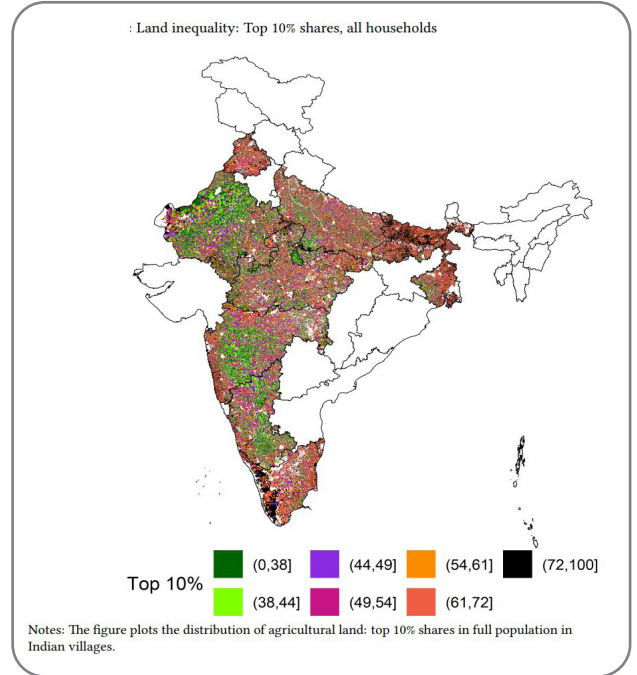 : Land inequality: Top 10% shares, all households
Top 10%
(0,38]
(44,49]
(54,61]
(72,100]
(38,44]
(49,54]
(61,72]
Notes: The figure plots the distribution of agricultural land: top 10% shares in full population in
Indian villages.